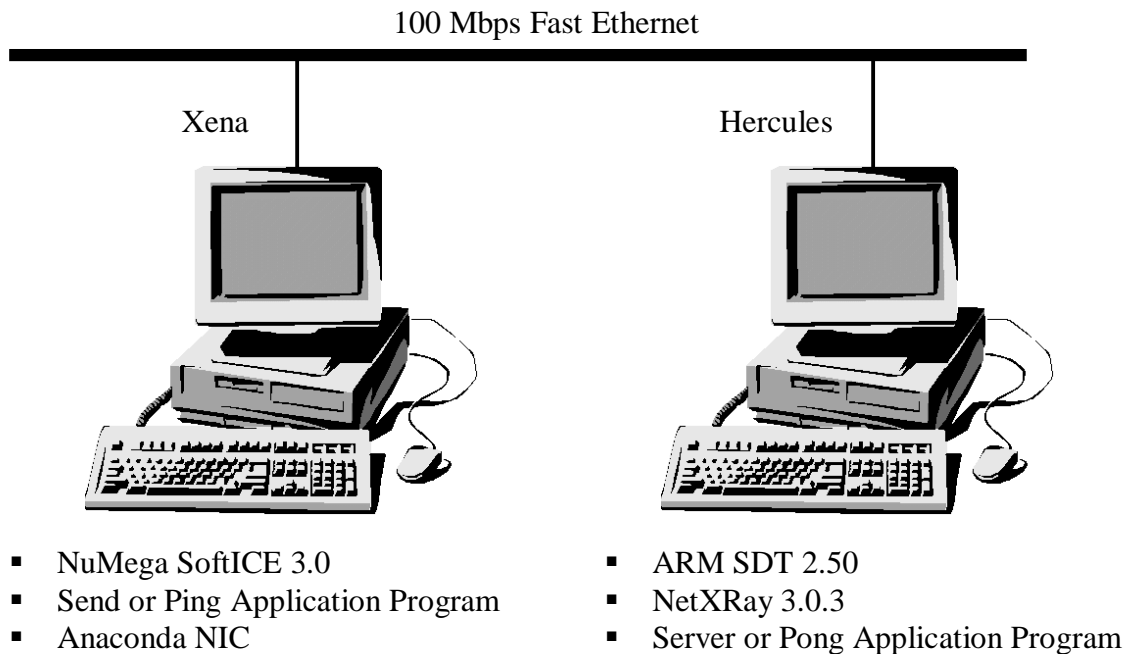 100 Mbps Fast Ethernet
Xena
Hercules
▪ NuMega SoftICE 3.0
▪ Send or Ping Application Program
▪ Anaconda NIC
▪ ARM SDT 2.50
▪ NetXRay 3.0.3
▪ Server or Pong Application Program